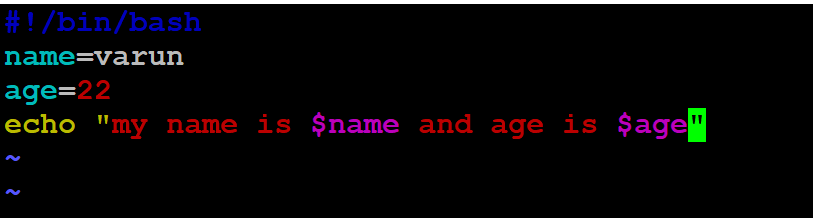 #!/bin/bash
name=varun
age=22
echo "my name is $name and age is $age"
~
~